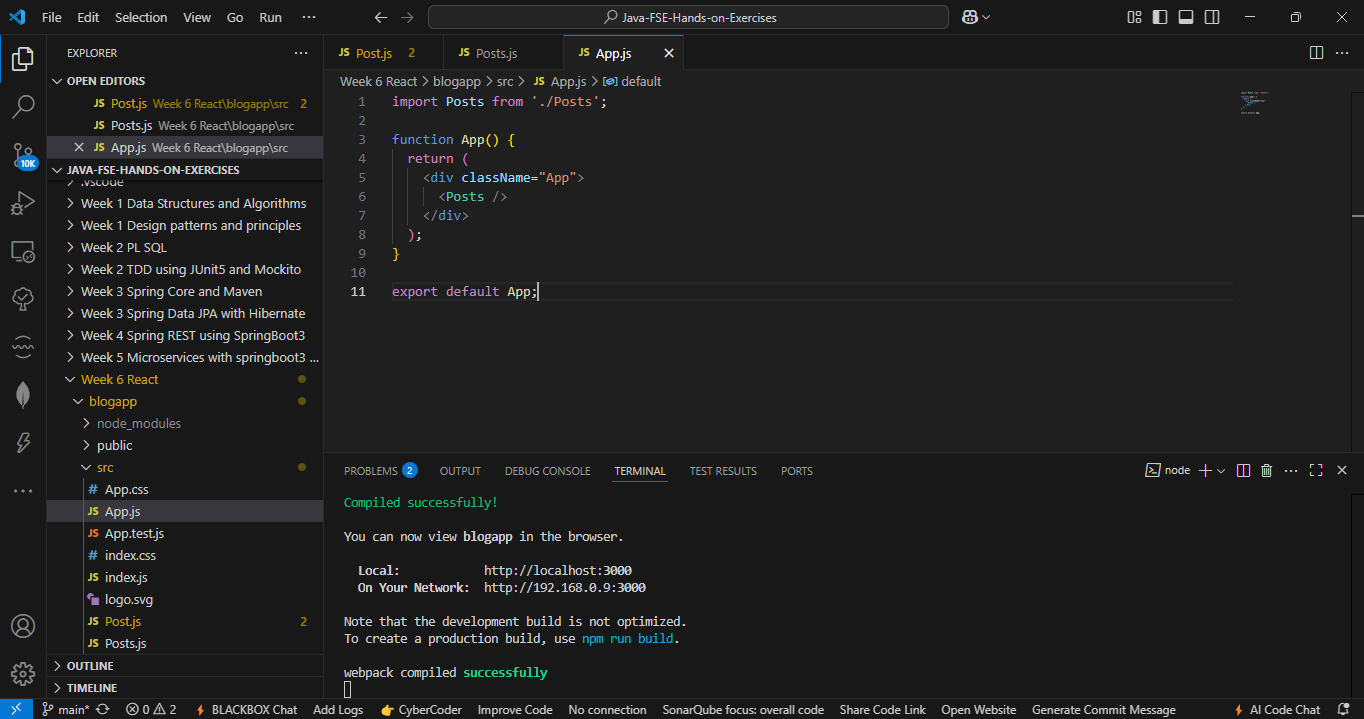 File Edit Selection View Go Run ···
Java-FSE-Hands-on-Exercises
EXPLORER
OPEN EDITORS
JS Post.js Week 6 React\blogapp\src 2
JS Posts.js Week 6 React\blogapp\src
JS App.js Week 6 React\blogapp\src
JAVA-FSE-HANDS-ON-EXERCISES
.vscode
Week 1 Data Structures and Algorithms
Week 1 Design patterns and principles
Week 2 PL SQL
Week 2 TDD using JUnit5 and Mockito
Week 3 Spring Core and Maven
Week 3 Spring Data JPA with Hibernate
Week 4 Spring REST using SpringBoot3
Week 5 Microservices with springboot3 ...
Week 6 React
blogapp
node_modules
public
src
# App.css
JS App.js
JS App.test.js
# index.css
JS index.js
logo.svg
JS Post.js 2
JS Posts.js
OUTLINE
TIMELINE
10K
JS Post.js 2
JS Posts.js
JS App.js
Week 6 React > blogapp > src > JS App.js > default
1 import Posts from './Posts';
2
3 function App() {
4 return (
5 <div className="App">
6 <Posts />
7 </div>
8 );
9 }
10
11 export default App;
PROBLEMS 2 OUTPUT DEBUG CONSOLE TERMINAL TEST RESULTS PORTS
node
Compiled successfully!
You can now view blogapp in the browser.
Local: http://localhost:3000
On Your Network: http://192.168.0.9:3000
Note that the development build is not optimized.
To create a production build, use npm run build.
webpack compiled successfully
main* 0 2 BLACKBOX Chat Add Logs CyberCoder Improve Code No connection SonarQube focus: overall code Share Code Link Open Website Generate Commit Message AI Code Chat